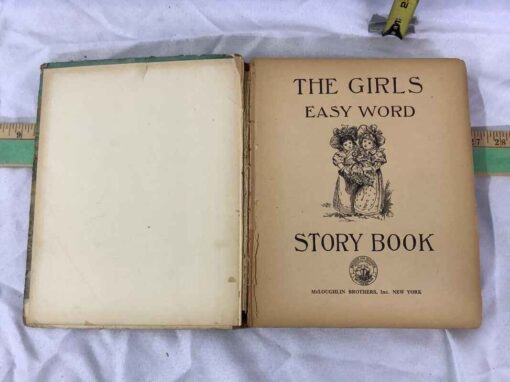 THE GIRLS
EASY WORD
STORY BOOK
McLOUGHLIN BROTHERS, Inc. NEW YORK